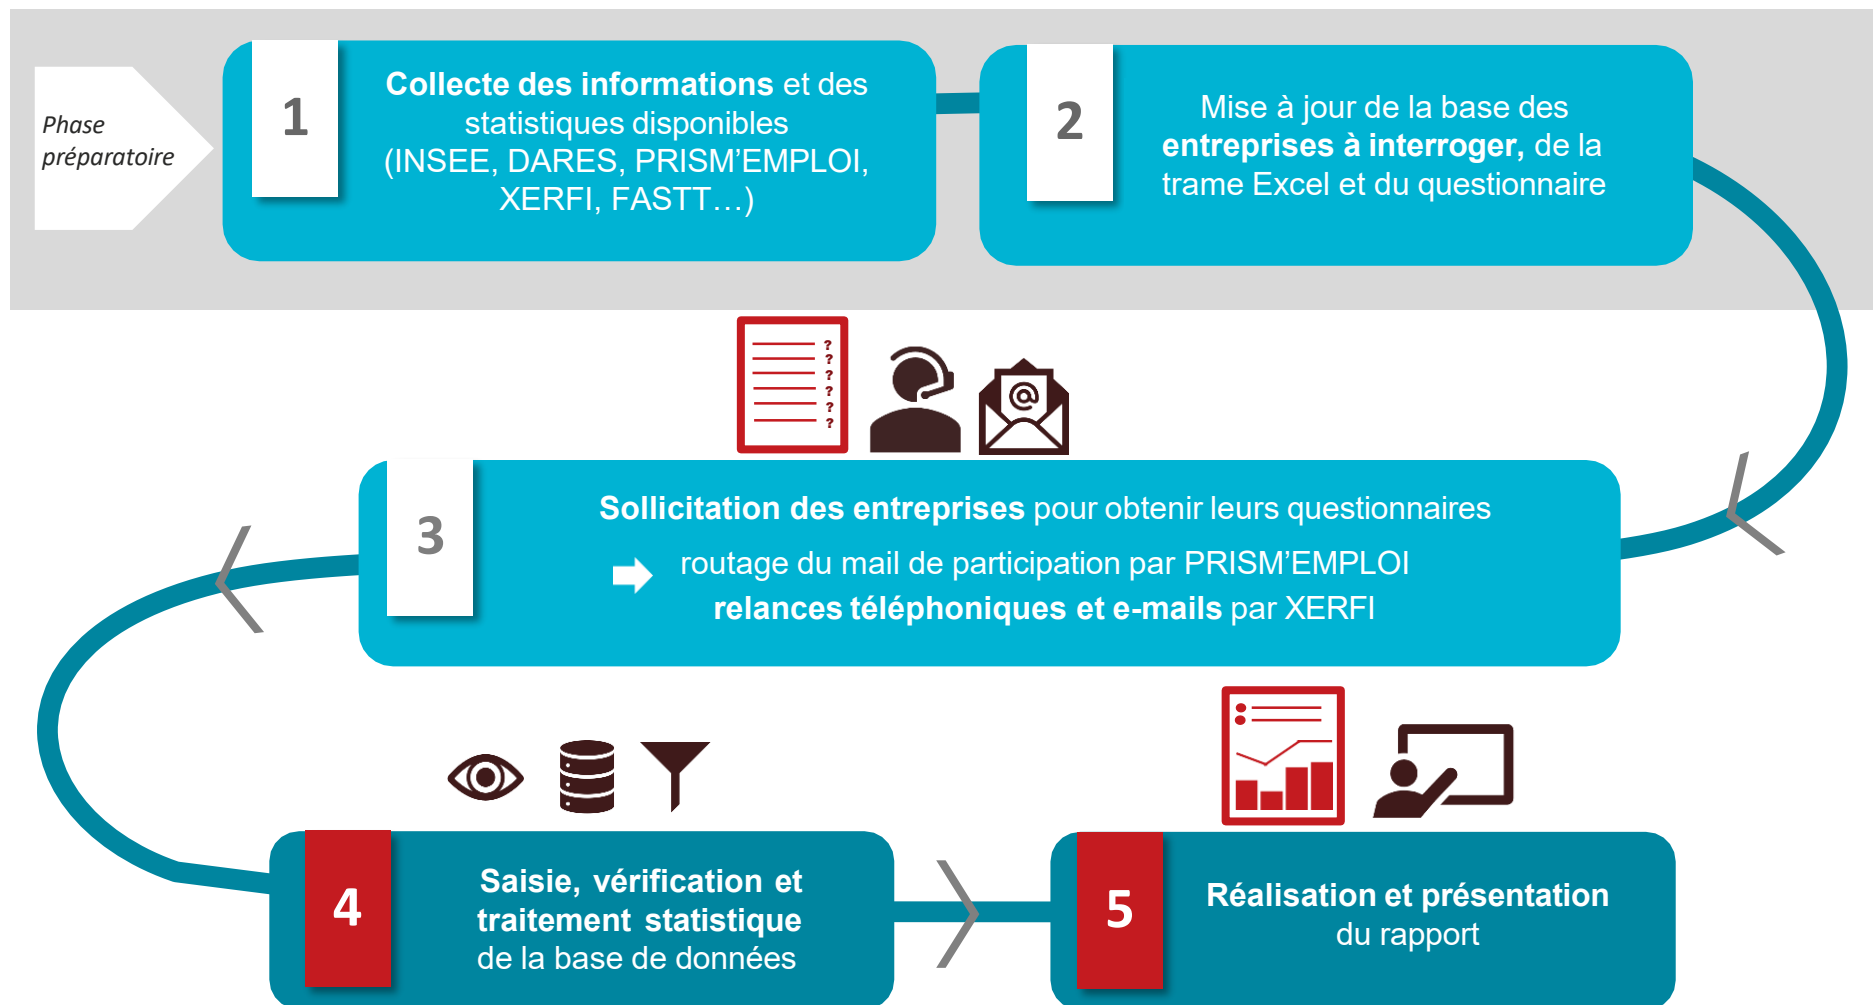 Phase
préparatoire
1
Collecte des informations et des
statistiques disponibles
(INSEE, DARES, PRISM’EMPLOI,
XERFI, FASTT…)
2
Mise à jour de la base des
entreprises à interroger, de la
trame Excel et du questionnaire
?
?
?
?
?
?
@
3
Sollicitation des entreprises pour obtenir leurs questionnaires
routage du mail de participation par PRISM’EMPLOI
relances téléphoniques et e-mails par XERFI
4
Saisie, vérification et
traitement statistique
de la base de données
5
Réalisation et présentation
du rapport